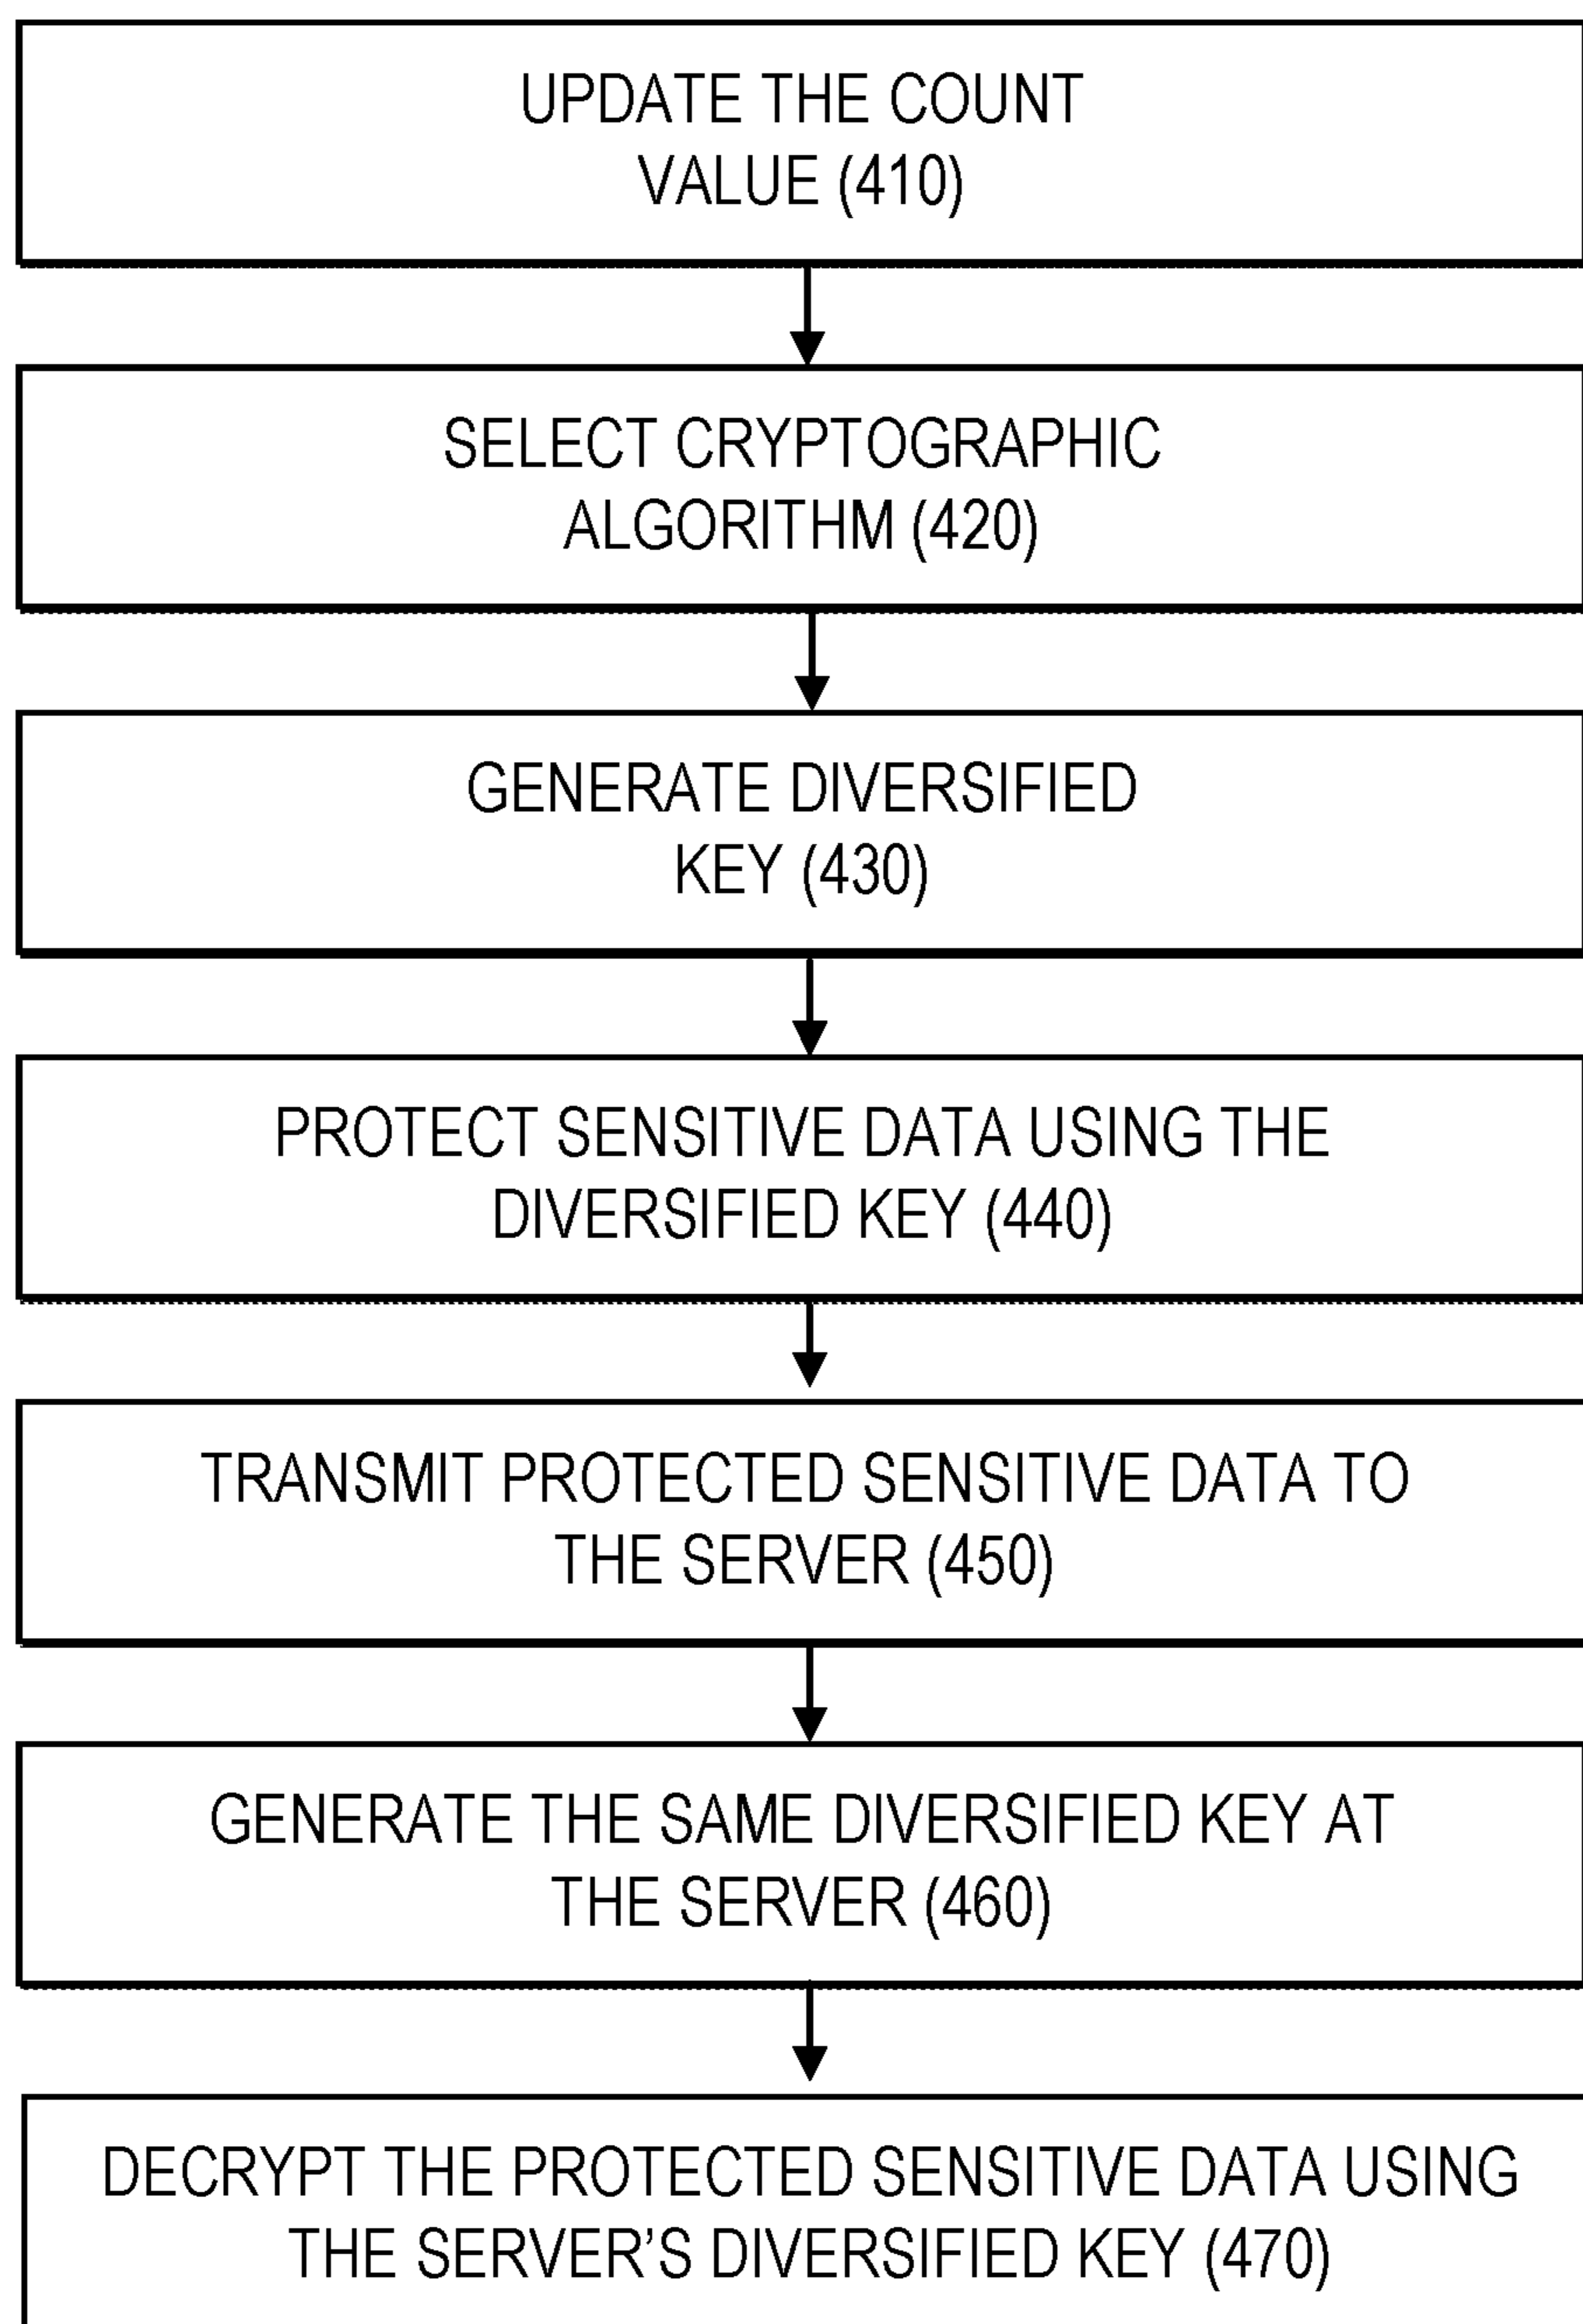 UPDATE THE COUNT
VALUE (410)
SELECT CRYPTOGRAPHIC
ALGORITHM (420)
GENERATE DIVERSIFIED
KEY (430)
PROTECT SENSITIVE DATA USING THE
DIVERSIFIED KEY (440)
TRANSMIT PROTECTED SENSITIVE DATA TO
THE SERVER (450)
GENERATE THE SAME DIVERSIFIED KEY AT
THE SERVER (460)
DECRYPT THE PROTECTED SENSITIVE DATA USING
THE SERVER’S DIVERSIFIED KEY (470)